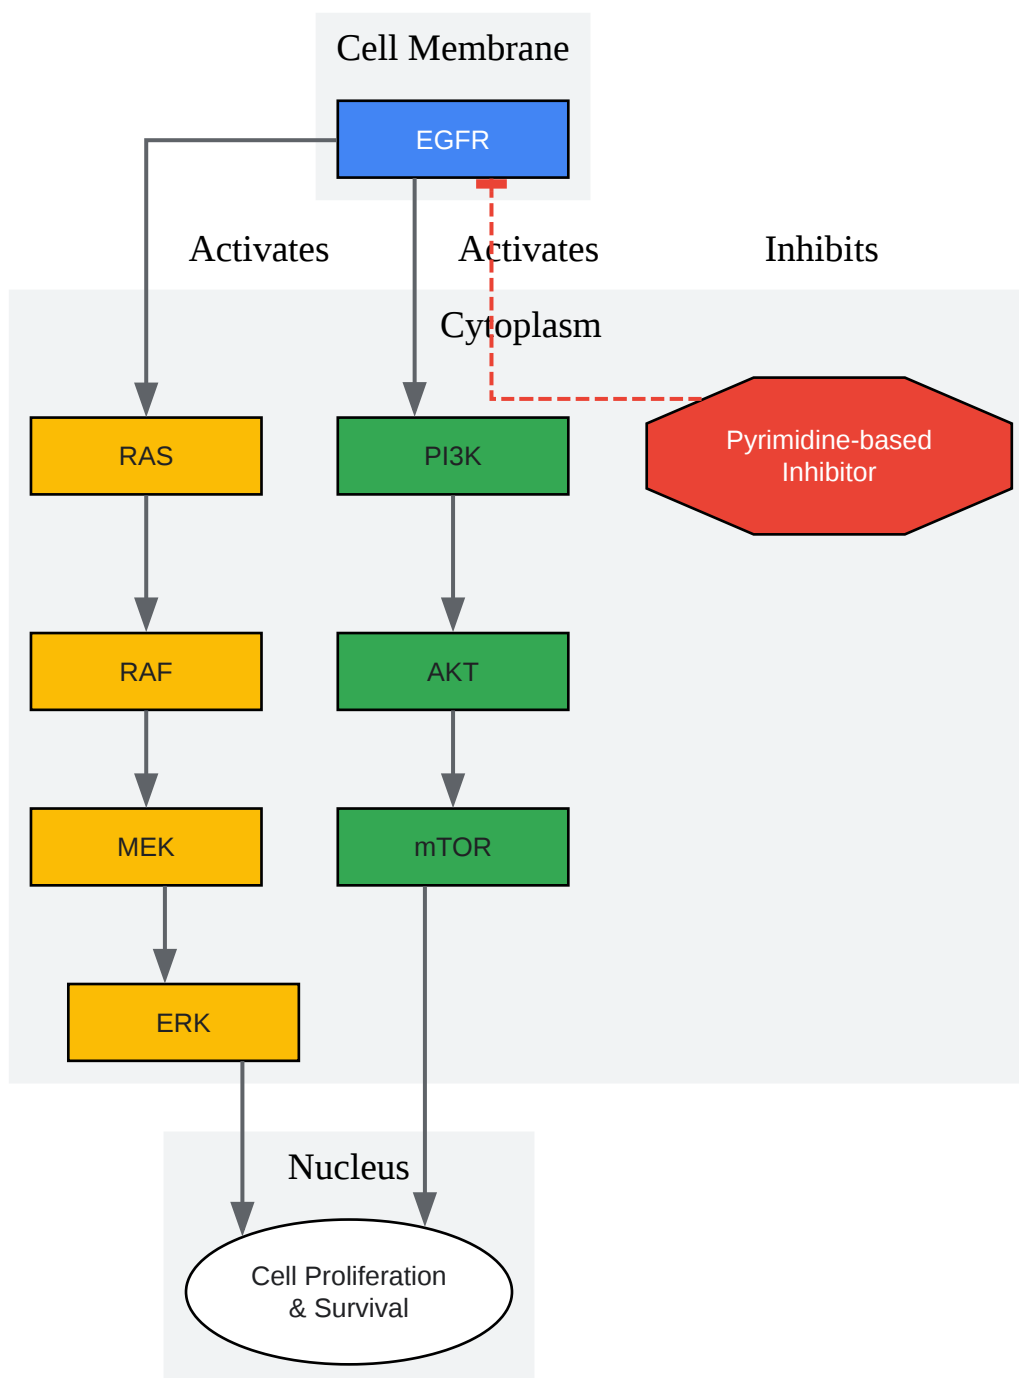 Cell Membrane
EGFR
Activates
Activates
Inhibits
Cytoplasm
RAS
PI3K
Pyrimidine-based
Inhibitor
RAF
AKT
MEK
mTOR
ERK
Nucleus
Cell Proliferation
& Survival